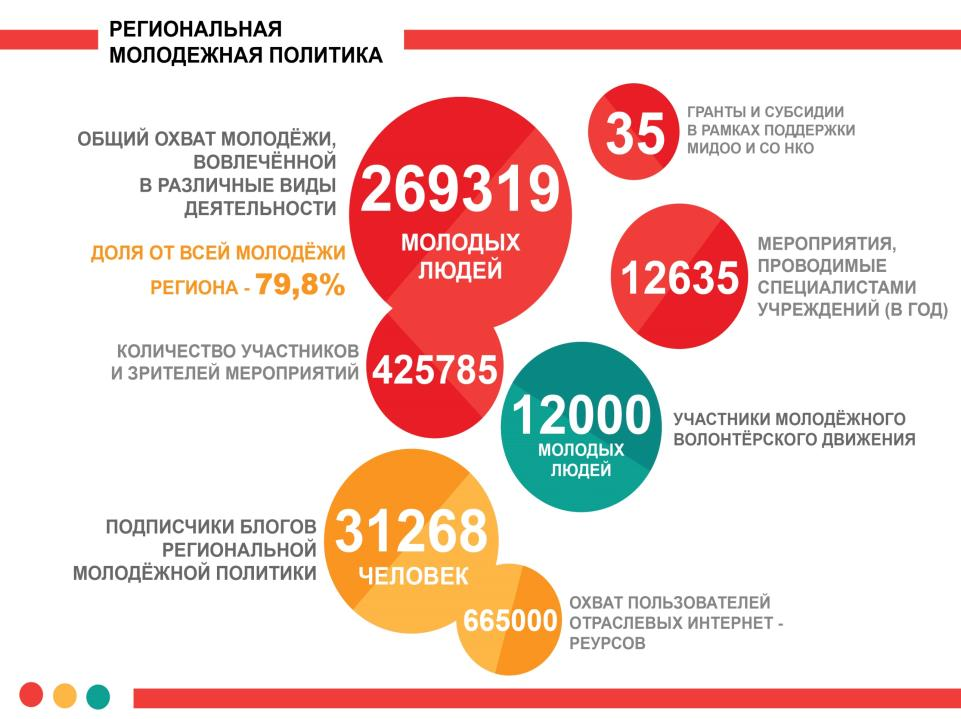 РЕГИОНАЛЬНАЯ
МОЛОДЕЖНАЯ ПОЛИТИКА
ОБЩИЙ ОХВАТ МОЛОДЁЖИ,
ВОВЛЕЧЁННОЙ
В РАЗЛИЧНЫЕ ВИДЫ
ДЕЯТЕЛЬНОСТИ
ДОЛЯ ОТ ВСЕЙ МОЛОДЁЖИ
РЕГИОНА - 79,8%
269319
МОЛОДЫХ
ЛЮДЕЙ
35
ГРАНТЫ И СУБСИДИИ
В РАМКАХ ПОДДЕРЖКИ
МИДОО И СО НКО
12635
МЕРОПРИЯТИЯ,
ПРОВОДИМЫЕ
СПЕЦИАЛИСТАМИ
УЧРЕЖДЕНИЙ (В ГОД)
КОЛИЧЕСТВО УЧАСТНИКОВ
И ЗРИТЕЛЕЙ МЕРОПРИЯТИЙ
425785
12000
МОЛОДЫХ
ЛЮДЕЙ
УЧАСТНИКИ МОЛОДЁЖНОГО
ВОЛОНТЁРСКОГО ДВИЖЕНИЯ
ПОДПИСЧИКИ БЛОГОВ
РЕГИОНАЛЬНОЙ
МОЛОДЁЖНОЙ ПОЛИТИКИ
31268
ЧЕЛОВЕК
665000
ОХВАТ ПОЛЬЗОВАТЕЛЕЙ
ОТРАСЛЕВЫХ ИНТЕРНЕТ -
РЕУРСОВ